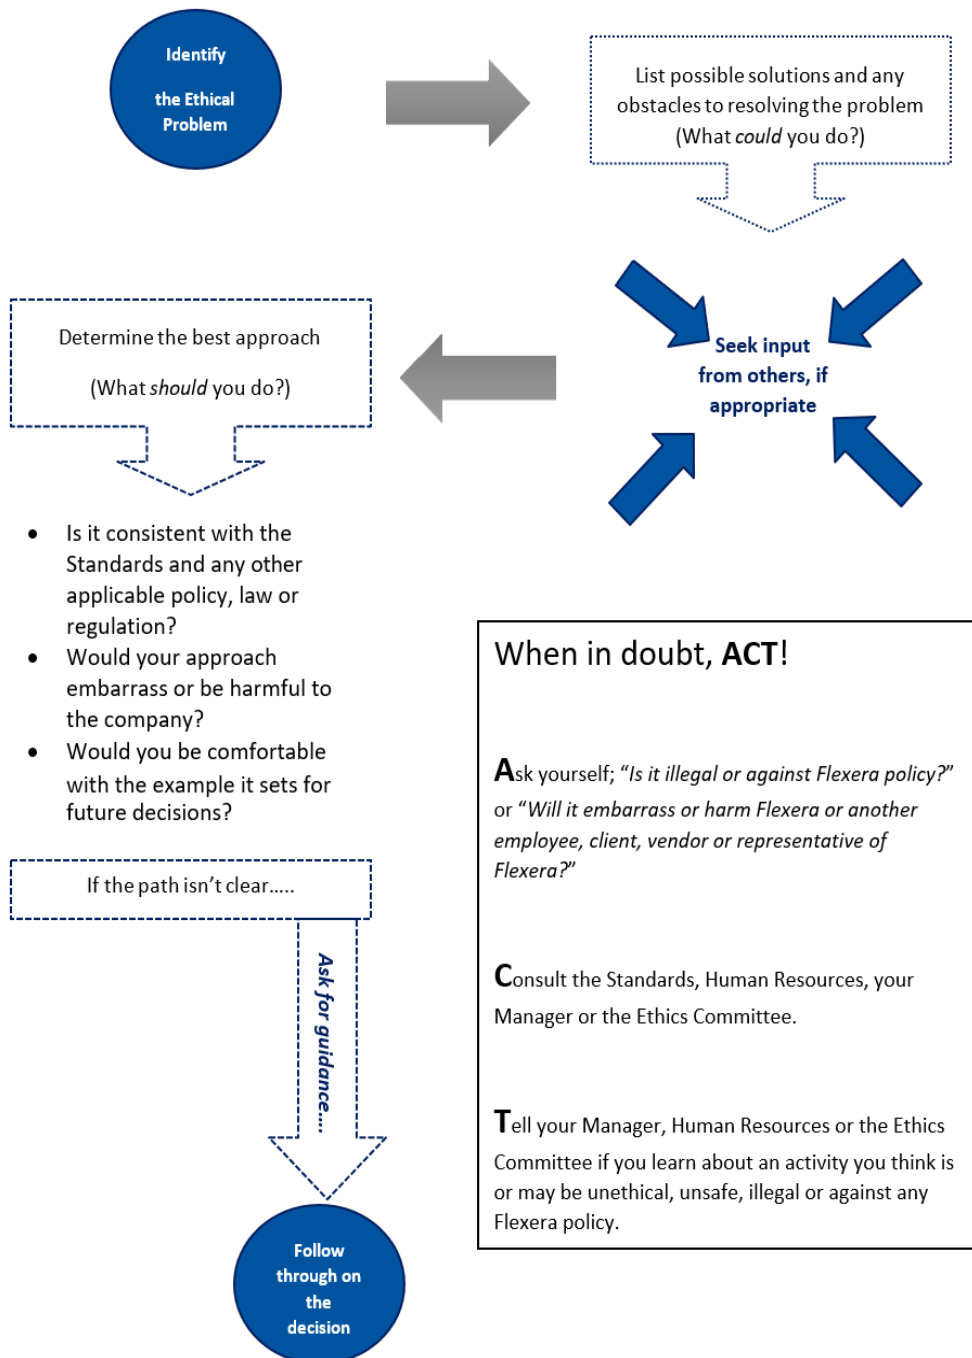 Identify
the Ethical
Problem
List possible solutions and any
obstacles to resolving the problem
(What could you do?)
Seek input
from others, if
appropriate
Determine the best approach
(What should you do?)
• Is it consistent with the
Standards and any other
applicable policy, law or
regulation?
• Would your approach
embarrass or be harmful to
the company?
• Would you be comfortable
with the example it sets for
future decisions?
If the path isn’t clear.....
Ask for guidance....
Follow
through on
the
decision
When in doubt, ACT!
Ask yourself; “Is it illegal or against Flexera policy?”
or “Will it embarrass or harm Flexera or another
employee, client, vendor or representative of
Flexera?”
Consult the Standards, Human Resources, your
Manager or the Ethics Committee.
Tell your Manager, Human Resources or the Ethics
Committee if you learn about an activity you think is
or may be unethical, unsafe, illegal or against any
Flexera policy.